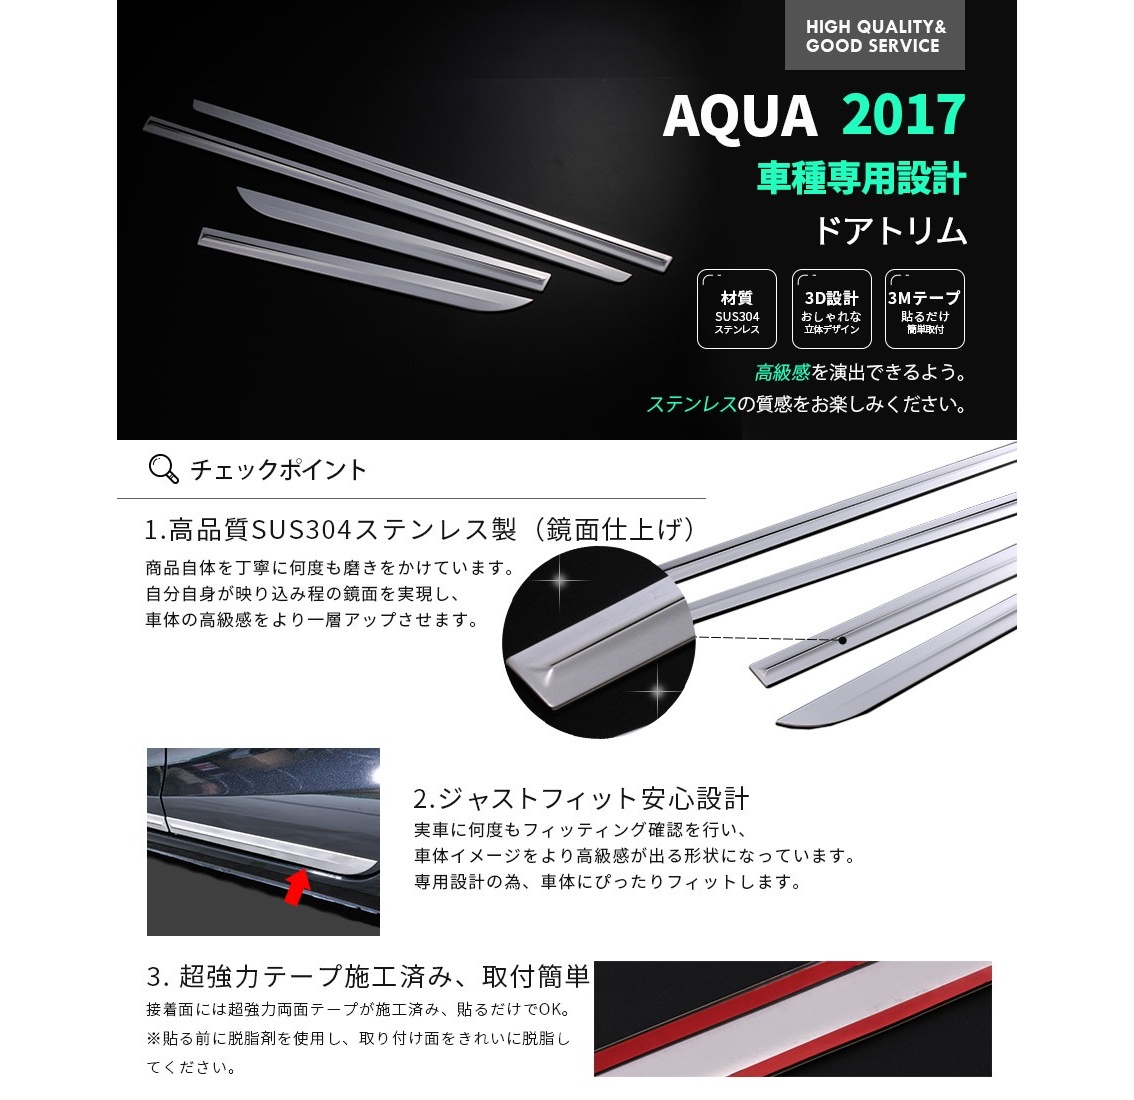 HIGH QUALITY&
GOOD SERVICE
AQUA 2017
車種専用設計
ドアトリム
材質
SUS304
ステンレス
3D設計
おしゃれな
立体デザイン
3Mテープ
貼るだけ
簡単取付
高級感を演出できるよう。
ステンレスの質感をお楽しみください。
チェックポイント
1.高品質SUS304ステンレス製（鏡面仕上げ）
商品自体を丁寧に何度も磨きをかけています。
自分自身が映り込み程の鏡面を実現し、
車体の高級感をより一層アップさせます。
2.ジャストフィット安心設計
実車に何度もフィッティング確認を行い、
車体イメージをより高級感が出る形状になっています。
専用設計の為、車体にぴったりフィットします。
3. 超強力テープ施工済み、取付簡単
接着面には超強力両面テープが施工済み、貼るだけでOK。
※貼る前に脱脂剤を使用し、取り付け面をきれいに脱脂し
てください。